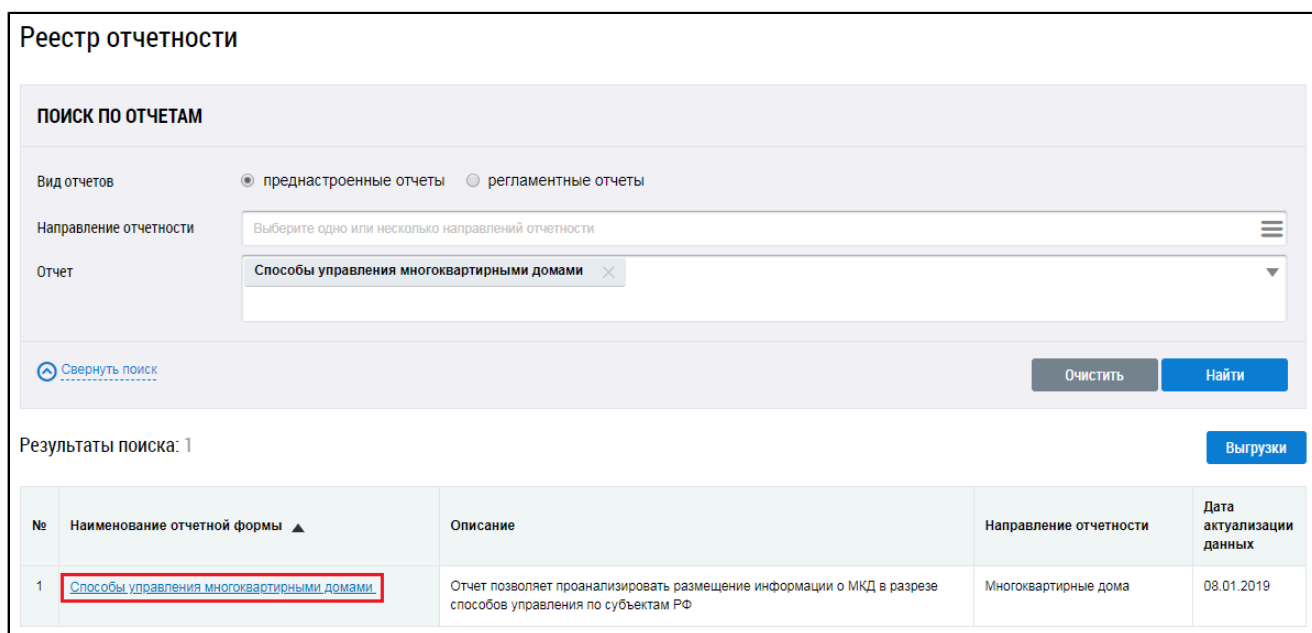 Реестр отчетности
ПОИСК ПО ОТЧЕТАМ
Вид отчетов преднастроенные отчеты регламентные отчеты
Направление отчетности Выберите одно или несколько направлений отчетности
Отчет Способы управления многоквартирными домами
Свернуть поиск Очистить Найти
Результаты поиска: 1 Выгрузки
№ Наименование отчетной формы ▲ Описание Направление отчетности Дата
актуализации
данных
1 Способы управления многоквартирными домами Отчет позволяет проанализировать размещение информации о МКД в разрезе Многоквартирные дома 08.01.2019
способов управления по субъектам РФ